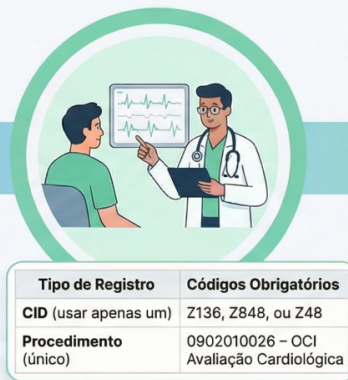 Tipo de Registro Códigos Obrigatórios
CID (usar apenas um) Z136, Z848, ou Z48
Procedimento 0902010026 – OCI
(único) Avaliação Cardiológica